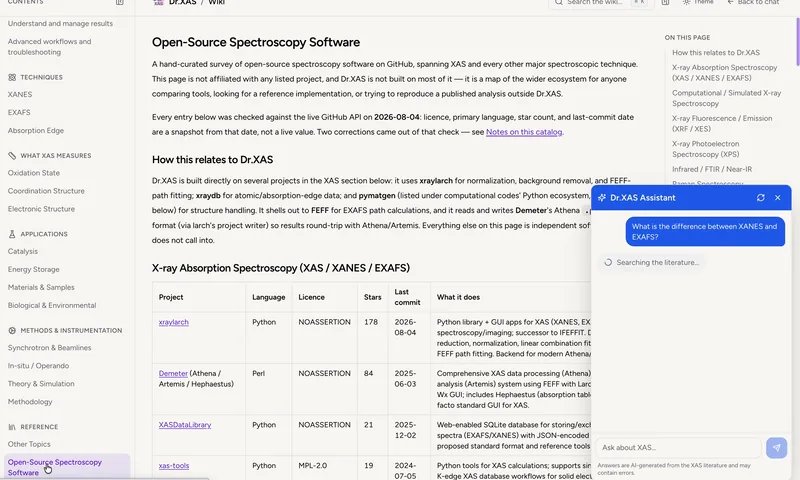 CONTENTS
Understand and manage results
Advanced workflows and
troubleshooting
TECHNIQUES
XANES
EXAFS
Absorption Edge
WHAT XAS MEASURES
Oxidation State
Coordination Structure
Electronic Structure
APPLICATIONS
Catalysis
Energy Storage
Materials & Samples
Biological & Environmental
METHODS & INSTRUMENTATION
Synchrotron & Beamlines
In-situ / Operando
Theory & Simulation
Methodology
REFERENCE
Other Topics
Open-Source Spectroscopy
Software
Dr.XAS / Wiki
Search the wiki...
⌘ K
Theme
← Back to chat
Open-Source Spectroscopy Software
A hand-curated survey of open-source spectroscopy software on GitHub, spanning XAS and every other major spectroscopic technique.
This page is not affiliated with any listed project, and Dr.XAS is not built on most of it — it is a map of the wider ecosystem for anyone
comparing tools, looking for a reference implementation, or trying to reproduce a published analysis outside Dr.XAS.
Every entry below was checked against the live GitHub API on 2026-08-04: licence, primary language, star count, and last-commit
date are a snapshot from that date, not a live value. Two corrections came out of that check — see Notes on this catalog.
How this relates to Dr.XAS
Dr.XAS is built directly on several projects in the XAS section below: it uses xraylarch for normalization, background removal, and FEFF-
path fitting; xraydb for atomic/absorption-edge data; and pymatgen (listed under computational codes' Python ecosystem,
below) for structure handling. It shells out to FEFF for EXAFS path calculations, and it reads and writes Demeter's Athena
format (via larch's project writer) so results round-trip with Athena/Artemis. Everything else on this page is independent
does not call into.
X-ray Absorption Spectroscopy (XAS / XANES / EXAFS)
Project Language Licence Stars Last commit What it does
xraylarch Python NOASSERTION 178 2026-08-04 Python library + GUI apps for XAS (XANES,
spectroscopy/imaging; successor to IFEFFIT.
reduction, normalization, linear combination
FEFF path fitting. Backend for modern
Demeter (Athena / Artemis / Hephaestus) Perl NOASSERTION 84 2025-06-03 Comprehensive XAS data processing (Athena)
analysis (Artemis) system using FEFF with
Wx GUI; includes Hephaestus (absorption
facto standard GUI for XAS.
XASDataLibrary Python NOASSERTION 21 2025-12-02 Web-enabled SQLite database for
spectra (EXAFS/XANES) with JSON-encoded
proposed standard format and reference
xas-tools Python MPL-2.0 19 2024-07-05 Python tools for XAS calculations; supports
K-edge XAS database workflows for solid
ON THIS PAGE
How this relates to Dr.XAS
X-ray Absorption Spectroscopy
(XAS / XANES / EXAFS)
Computational / Simulated X-ray
Spectroscopy
X-ray Fluorescence / Emission
(XRF / XES)
X-ray Photoelectron
Spectroscopy (XPS)
Infrared / FTIR / Near-IR
Dr.XAS Assistant
What is the difference between XANES and
EXAFS?
Searching the literature...
Ask about XAS...
Answers are AI-generated from the XAS literature and may
contain errors.